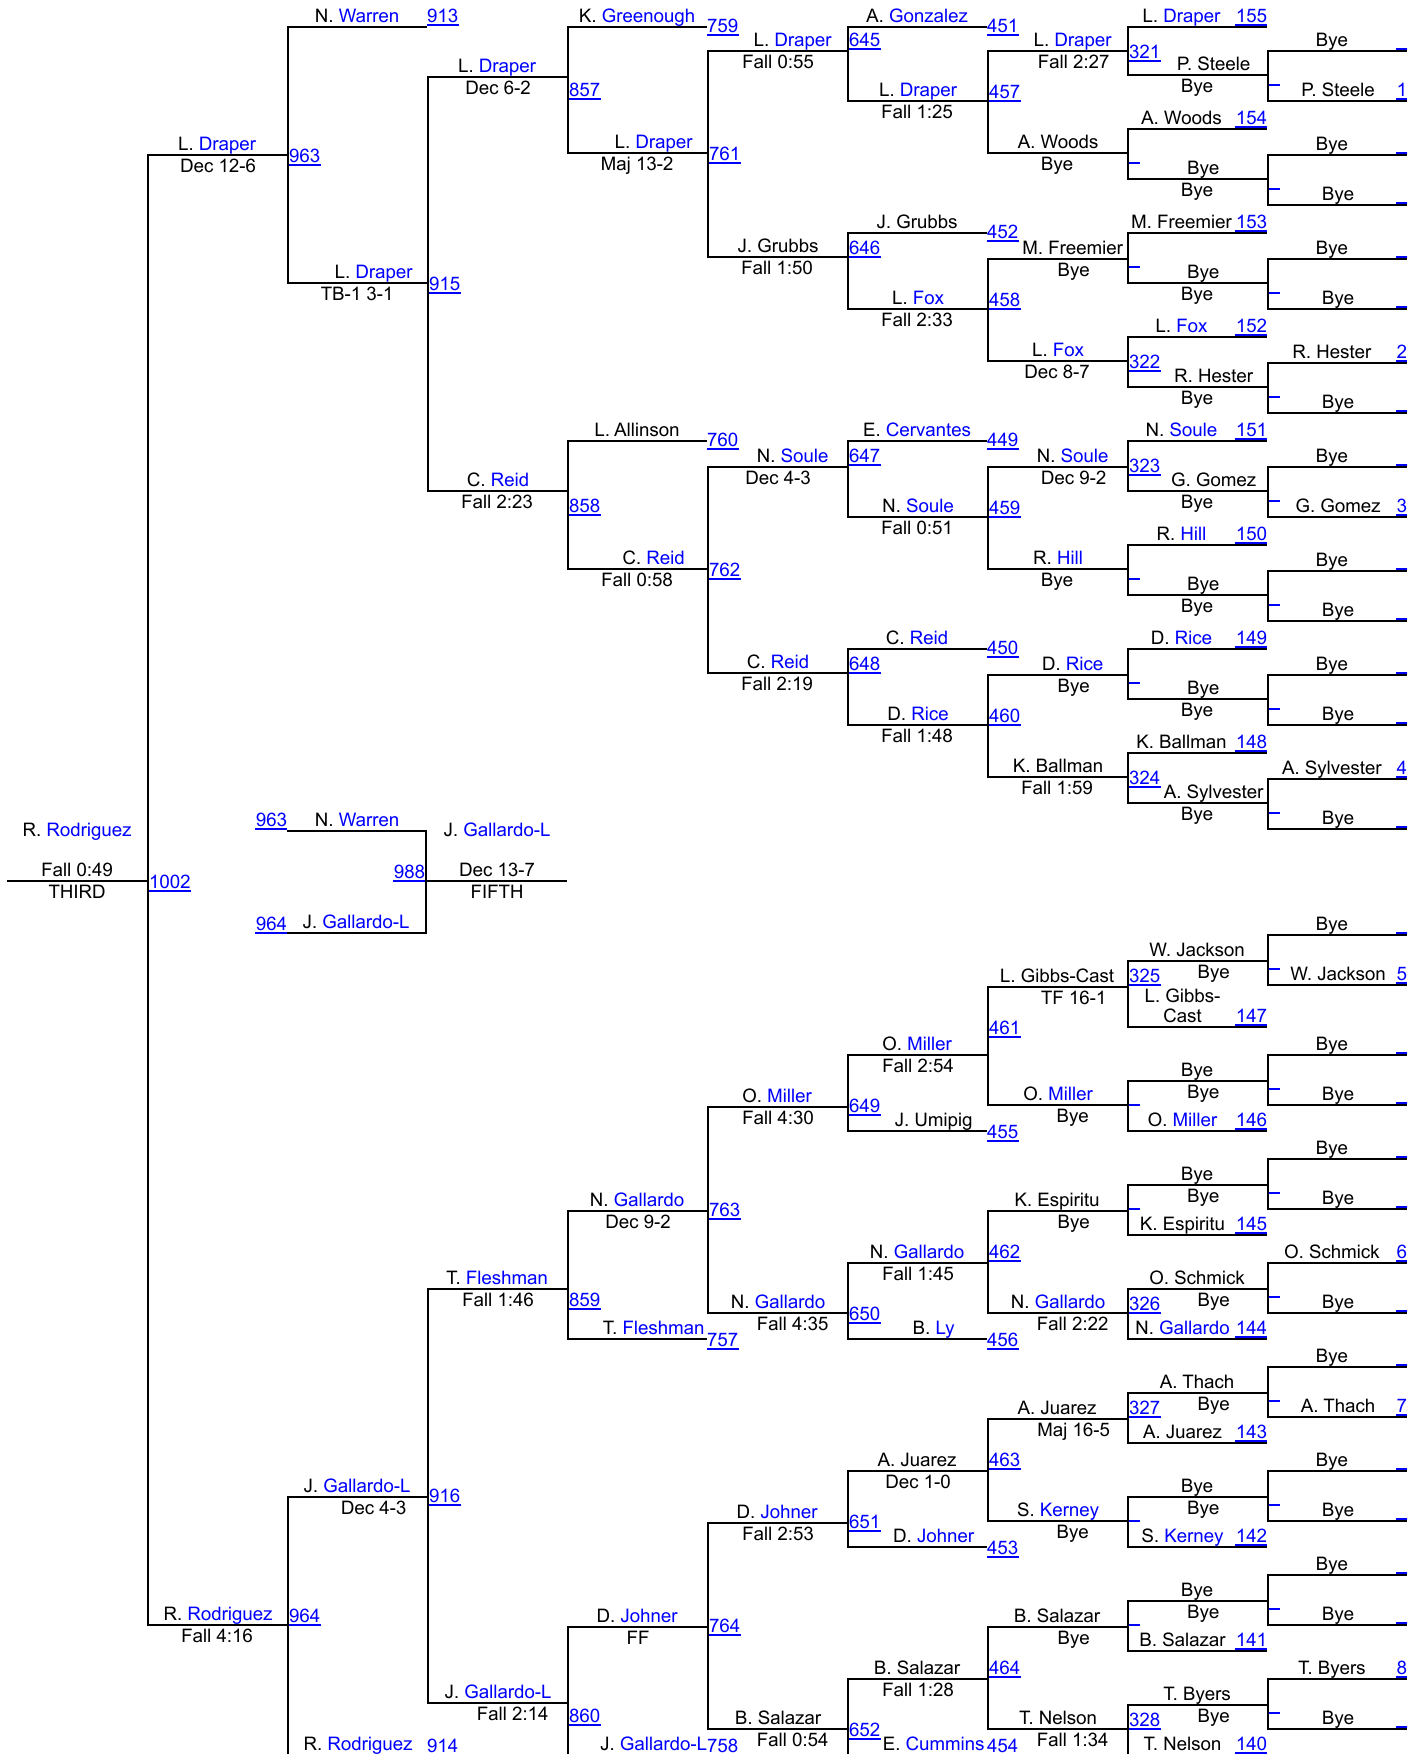 N. Warren 913
K. Greenough 759
A. Gonzalez 451
L. Draper 155
Bye
L. Draper
Fall 0:55
645
L. Draper
Fall 2:27
321
P. Steele
Bye
P. Steele 1
L. Draper
Dec 6-2
857
L. Draper
Fall 1:25
457
A. Woods 154
L. Draper
Dec 12-6
963
L. Draper
Maj 13-2
761
A. Woods
Bye
Bye
Bye
Bye
Bye
J. Grubbs
Fall 1:50
646
J. Grubbs 452
M. Freemier 153
M. Freemier
Bye
Bye
Bye
Bye
Bye
L. Draper
TB-1 3-1
915
L. Fox
Fall 2:33
458
L. Fox 152
L. Fox
Dec 8-7
322
R. Hester
Bye
R. Hester 2
Bye
L. Allinson 760
E. Cervantes 449
N. Soule 151
N. Soule
Dec 4-3
647
N. Soule
Dec 9-2
323
G. Gomez
Bye
Bye
G. Gomez 3
C. Reid
Fall 2:23
858
N. Soule
Fall 0:51
459
R. Hill 150
C. Reid
Fall 0:58
762
R. Hill
Bye
Bye
Bye
Bye
Bye
C. Reid
Fall 2:19
648
C. Reid 450
D. Rice 149
D. Rice
Bye
Bye
Bye
Bye
Bye
D. Rice
Fall 1:48
460
K. Ballman 148
K. Ballman
Fall 1:59
324
A. Sylvester
Bye
A. Sylvester 4
Bye
R. Rodriguez
Fall 0:49
THIRD
1002
963 N. Warren
988
964 J. Gallardo-L
J. Gallardo-L
Dec 13-7
FIFTH
Bye
W. Jackson
Bye
W. Jackson 5
L. Gibbs-Cast
TF 16-1
325
L. Gibbs-
Cast 147
461
O. Miller
Fall 2:54
Bye
Bye
Bye
Bye
O. Miller
Fall 4:30
649
O. Miller
Bye
O. Miller 146
J. Umipig 455
Bye
Bye
Bye
Bye
N. Gallardo
Dec 9-2
763
K. Espiritu
Bye
K. Espiritu 145
N. Gallardo
Fall 1:45
462
O. Schmick 6
T. Fleshman
Fall 1:46
859
N. Gallardo
Fall 4:35
650
N. Gallardo
Fall 2:22
326
O. Schmick
Bye
Bye
T. Fleshman 757
B. Ly 456
N. Gallardo 144
Bye
A. Thach
Bye
A. Thach 7
A. Juarez
Maj 16-5
327
A. Juarez 143
A. Juarez
Dec 1-0
463
Bye
J. Gallardo-L
Dec 4-3
916
D. Johner
Fall 2:53
651
S. Kerney
Bye
Bye
Bye
Bye
D. Johner 453
S. Kerney 142
Bye
Bye
Bye
Bye
R. Rodriguez
Fall 4:16
964
D. Johner
FF
764
B. Salazar
Bye
B. Salazar 141
B. Salazar
Fall 1:28
464
T. Byers 8
J. Gallardo-L
Fall 2:14
860
B. Salazar
Fall 0:54
652
T. Nelson
Fall 1:34
328
T. Byers
Bye
Bye
R. Rodriguez 914
J. Gallardo-L 758
E. Cummins 454
T. Nelson 140